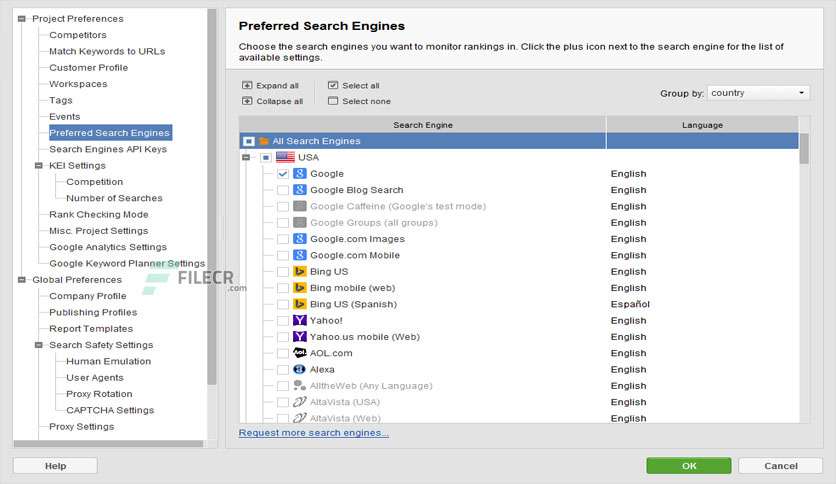 Project Preferences
Competitors
Match Keywords to URLs
Customer Profile
Workspaces
Tags
Events
Preferred Search Engines
Search Engines API Keys
KEI Settings
Competition
Number of Searches
Rank Checking Mode
Misc. Project Settings
Google Analytics Settings
Google Keyword Planner Settings
Global Preferences
Company Profile
Publishing Profiles
Report Templates
Search Safety Settings
Human Emulation
User Agents
Proxy Rotation
CAPTCHA Settings
Proxy Settings
FILECR
.com
Preferred Search Engines
Choose the search engines you want to monitor rankings in. Click the plus icon next to the search engine for the list of
available settings.
Expand all
Select all
Collapse all
Select none
Group by: country
Search Engine Language
All Search Engines
USA
Google English
Google Blog Search English
Google Caffeine (Google's test mode) English
Google Groups (all groups) English
Google.com Images English
Google.com Mobile English
Bing US English
Bing mobile (web) English
Bing US (Spanish) Español
Yahoo! English
Yahoo.us mobile (Web) English
Aol. AOL.com English
Alexa English
AlltheWeb (Any Language) English
AltaVista (USA) English
AltaVista (Web) English
Request more search engines...
Help
OK
Cancel